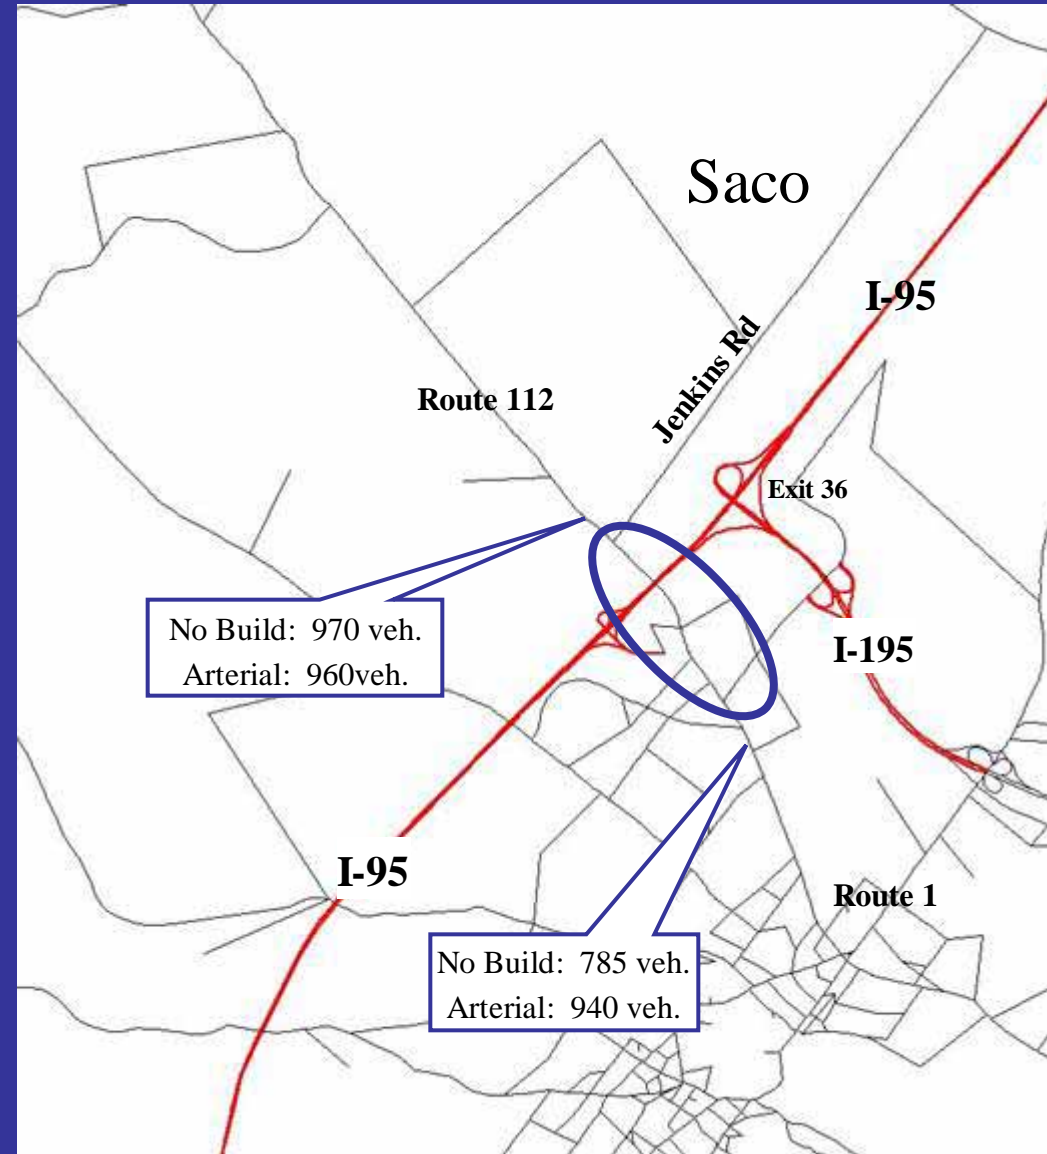 Saco
I-95
Jenkins Rd
Route 112
Exit 36
No Build: 970 veh.
Arterial: 960veh.
I-195
I-95
Route 1
No Build: 785 veh.
Arterial: 940 veh.